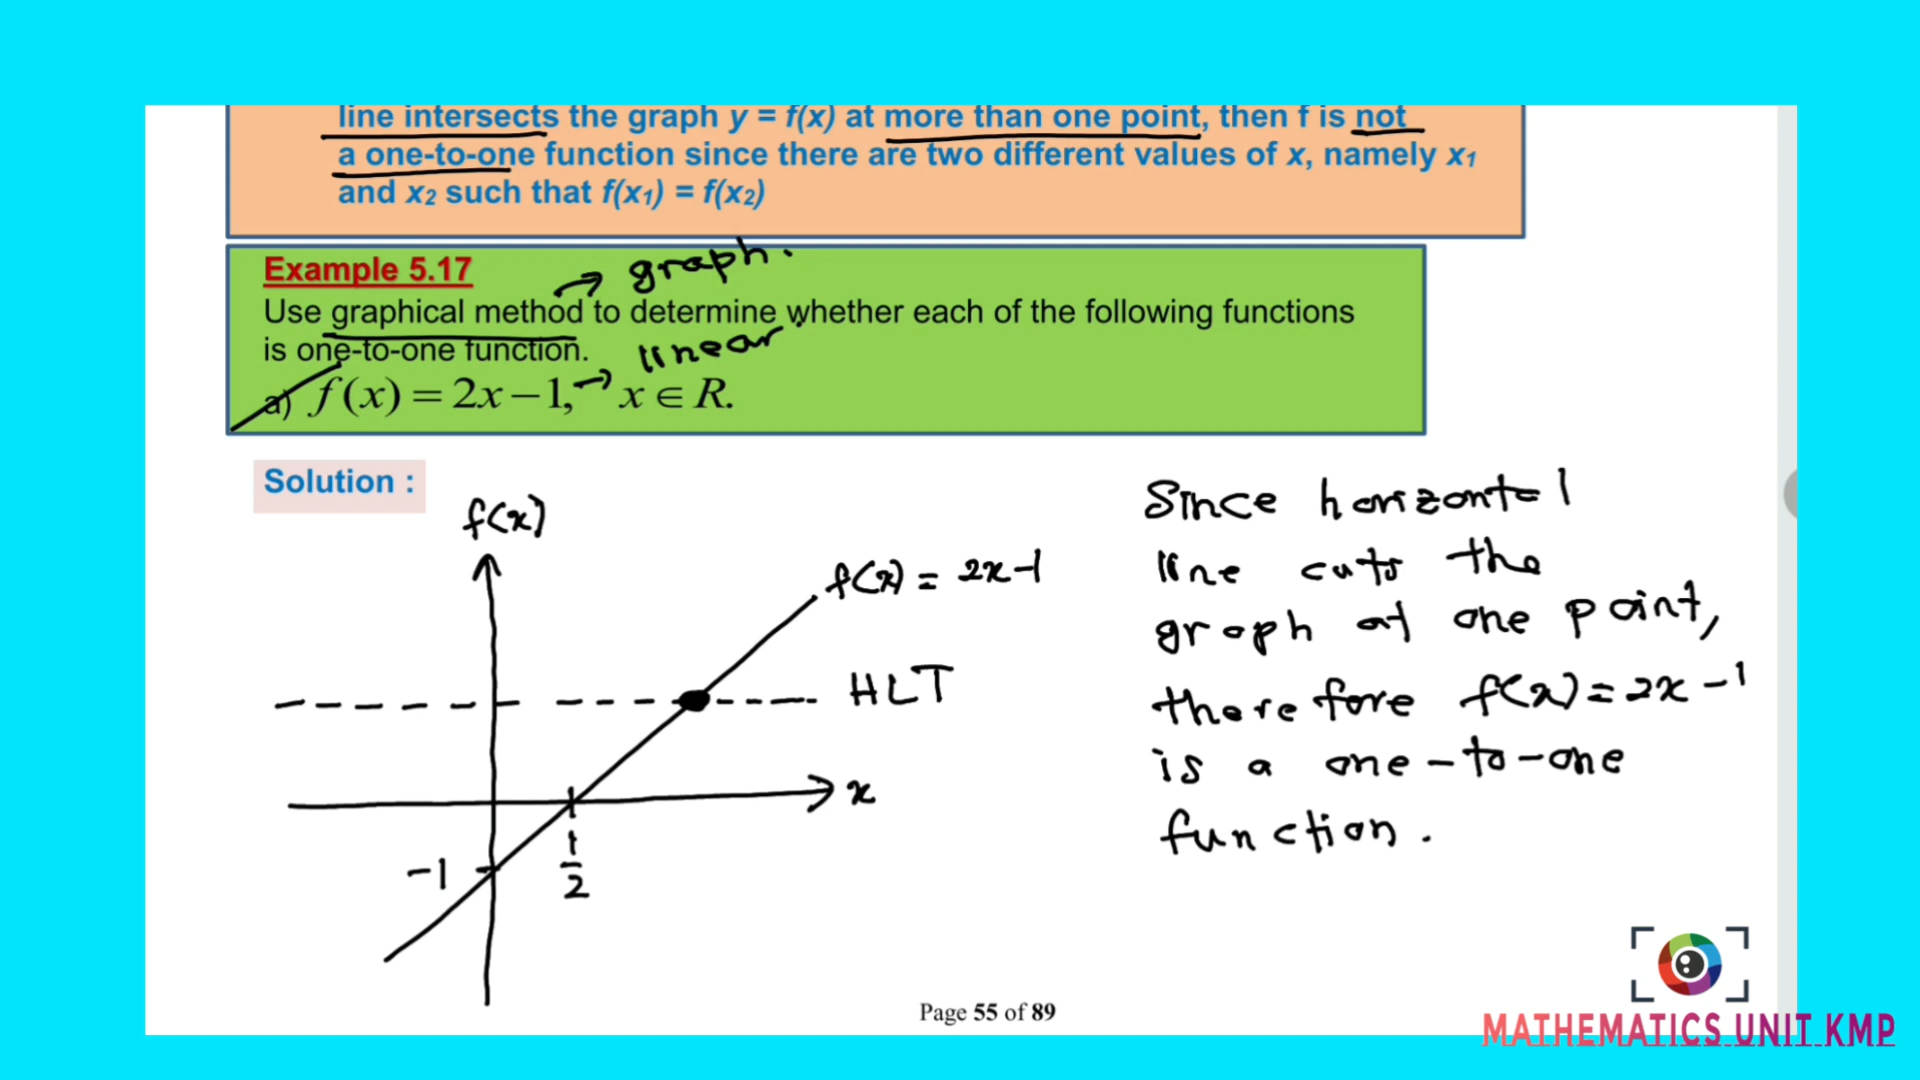 line intersects the graph y = f(x) at more than one point, then f is not
a one-to-one function since there are two different values of x, namely x₁
and x₂ such that f(x₁) = f(x₂)
Example 5.17
graph.
Use graphical method to determine whether each of the following functions
is one-to-one function.
linear
a) f(x) = 2x − 1, x ∈ R.
Solution :
f(x)
f(x) = 2x-1
HLT
x
-1
1/2
Since horizontal
line cuts the
graph at one point,
therefore f(x) = 2x - 1
is a one-to-one
function.
Page 55 of 89
MATHEMATICS UNIT KMP